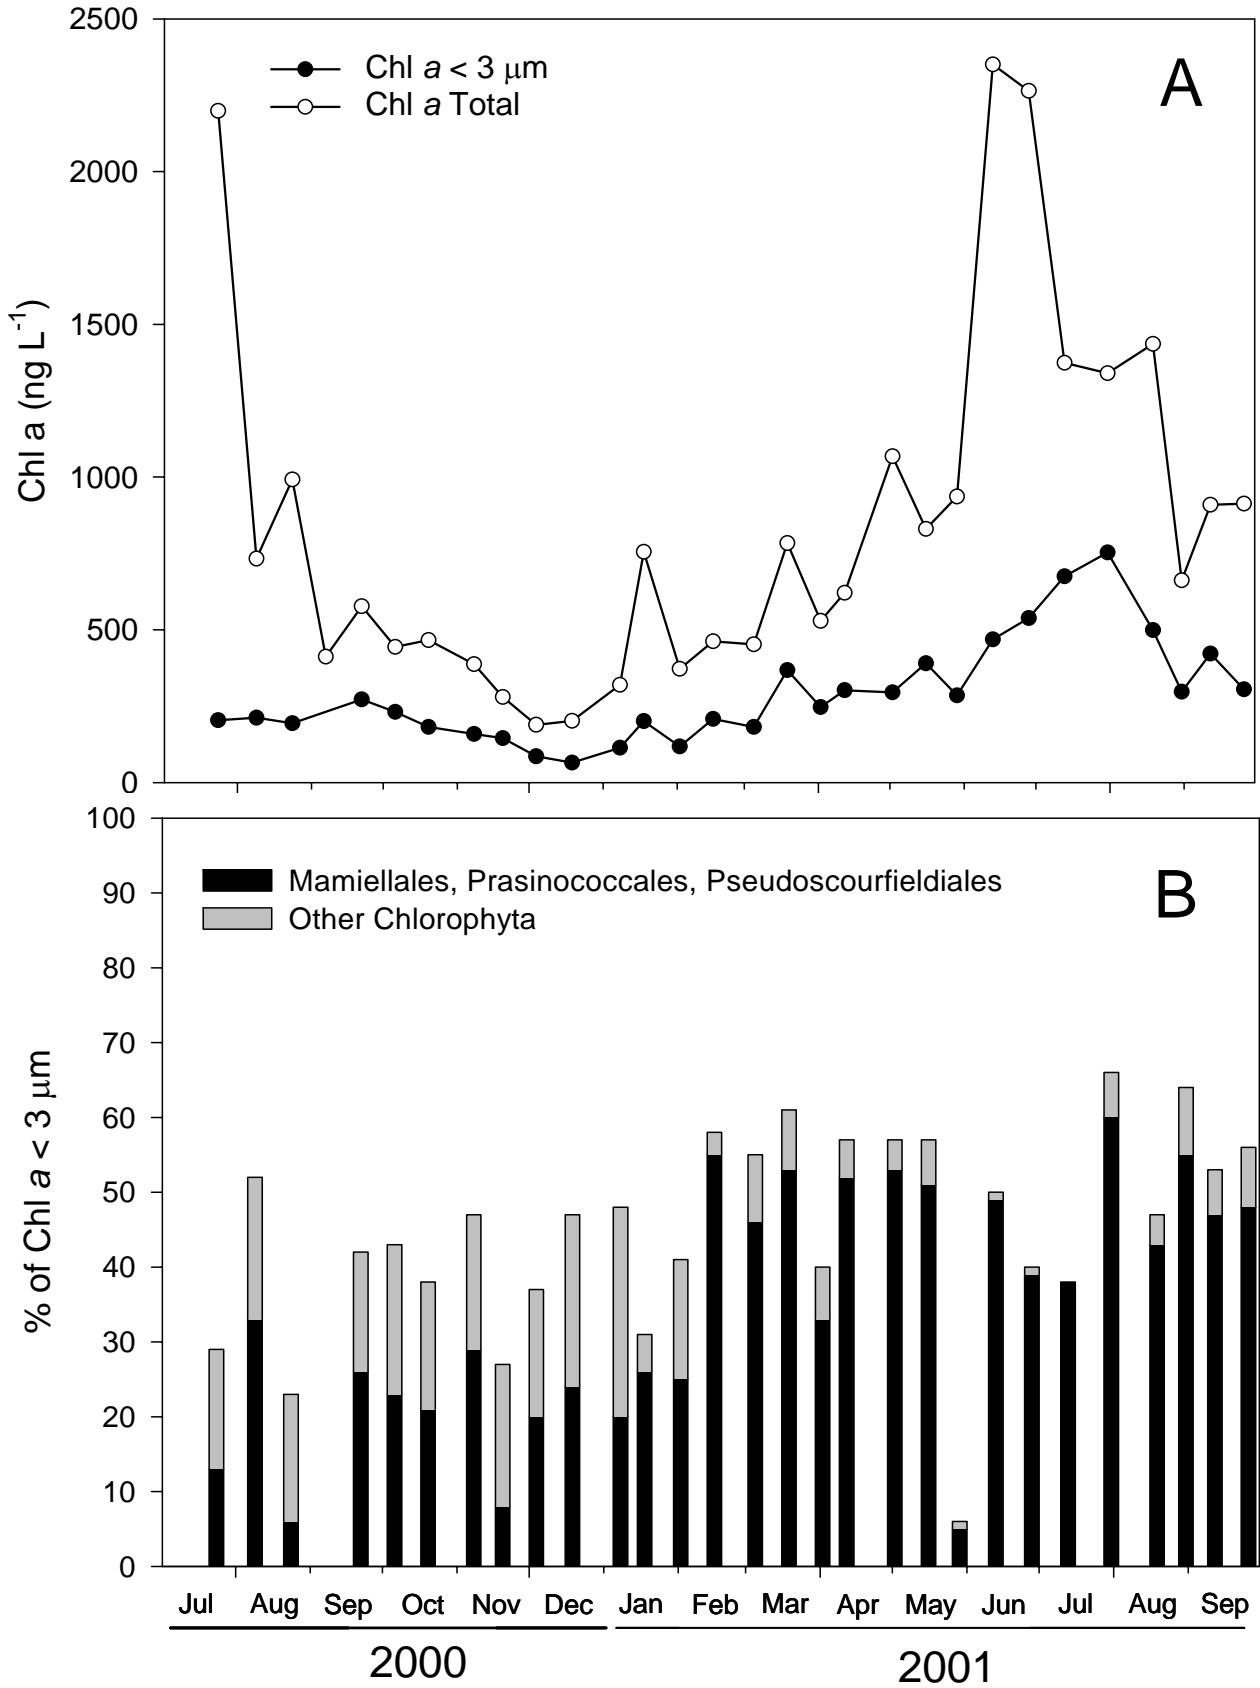 2500
2000
1500
1000
500
0
Chl a (ng L⁻¹)
Chl a < 3 μm
Chl a Total
A
100
90
80
70
60
50
40
30
20
10
0
% of Chl a < 3 μm
Mamiellales, Prasinococcales, Pseudoscourfieldiales
Other Chlorophyta
B
Jul Aug Sep Oct Nov Dec Jan Feb Mar Apr May Jun Jul Aug Sep
2000 2001